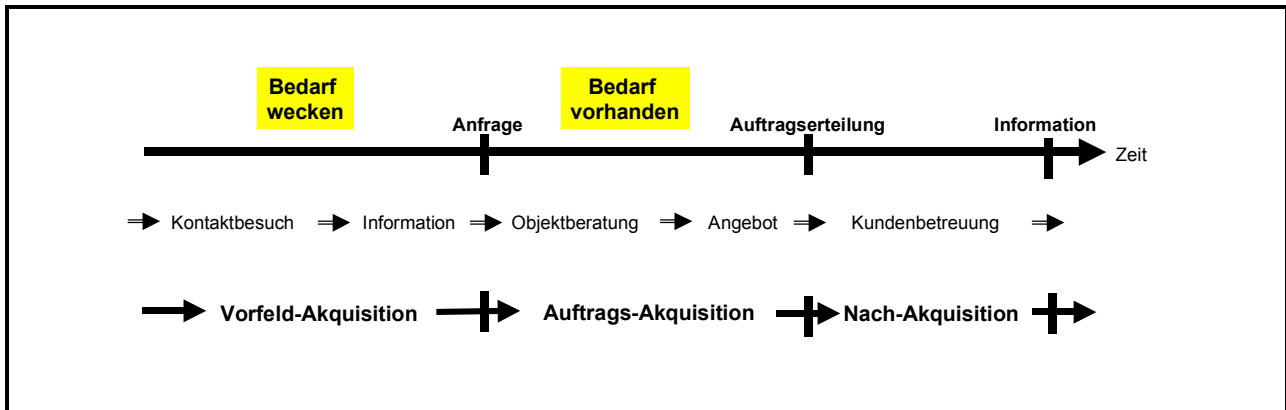 Bedarf
wecken
Bedarf
vorhanden
Anfrage
Auftragserteilung
Information
Zeit
Kontaktbesuch
Information
Objektberatung
Angebot
Kundenbetreuung
Vorfeld-Akquisition
Auftrags-Akquisition
Nach-Akquisition